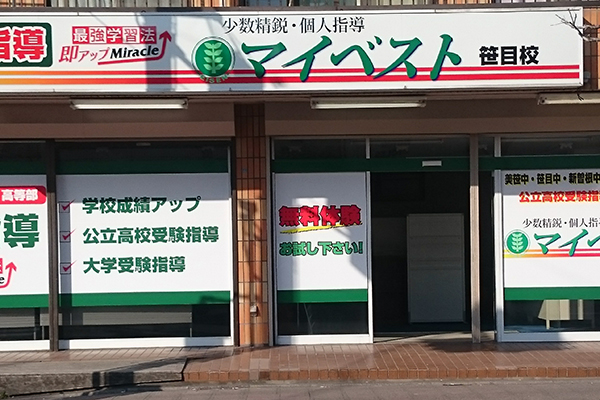 指導
最強学習法
即アップMiracle
少数精鋭・個人指導
マイベスト 笹目校
高等部
指導
学校成績アップ
公立高校受験指導
大学受験指導
無料体験
お試し下さい!
美笹中・笹目中・新曽根中
公立高校受験指
少数精鋭・個人指
マイベ